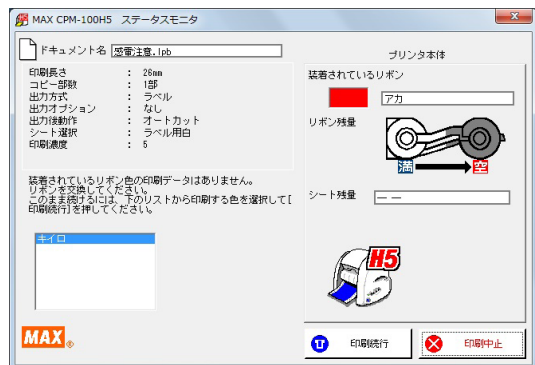 MAX CPM-100H5 ステータスモニタ
ドキュメント名 感電注意.lpb
印刷長さ : 26mm
コピー部数 : 1部
出力方式 : ラベル
出力オプション : なし
出力後動作 : オートカット
シート選択 : ラベル用白
印刷濃度 : 5
装着されているリボン色の印刷データはありません。
リボンを交換してください。
このまま続けるには、下のリストから印刷する色を選択して[
印刷続行]を押してください。
キイロ
MAX®
プリンタ本体
装着されているリボン
アカ
リボン残量
満
空
シート残量 ― ―
H5
印刷続行
印刷中止